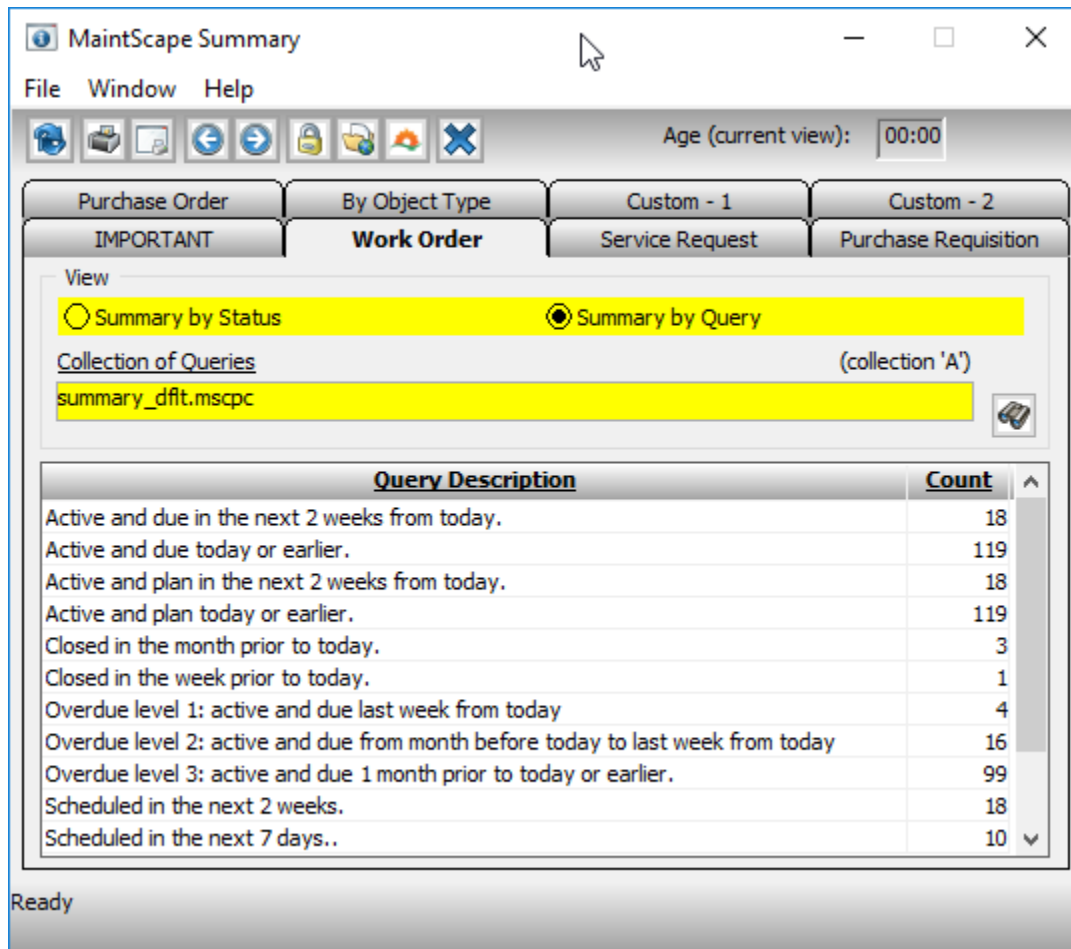 MaintScape Summary
File Window Help
Age (current view): 00:00
Purchase Order By Object Type Custom - 1 Custom - 2
IMPORTANT Work Order Service Request Purchase Requisition
View
Summary by Status Summary by Query
Collection of Queries (collection 'A')
summary_dflt.mscpc
Query Description Count
Active and due in the next 2 weeks from today. 18
Active and due today or earlier. 119
Active and plan in the next 2 weeks from today. 18
Active and plan today or earlier. 119
Closed in the month prior to today. 3
Closed in the week prior to today. 1
Overdue level 1: active and due last week from today 4
Overdue level 2: active and due from month before today to last week from today 16
Overdue level 3: active and due 1 month prior to today or earlier. 99
Scheduled in the next 2 weeks. 18
Scheduled in the next 7 days.. 10
Ready